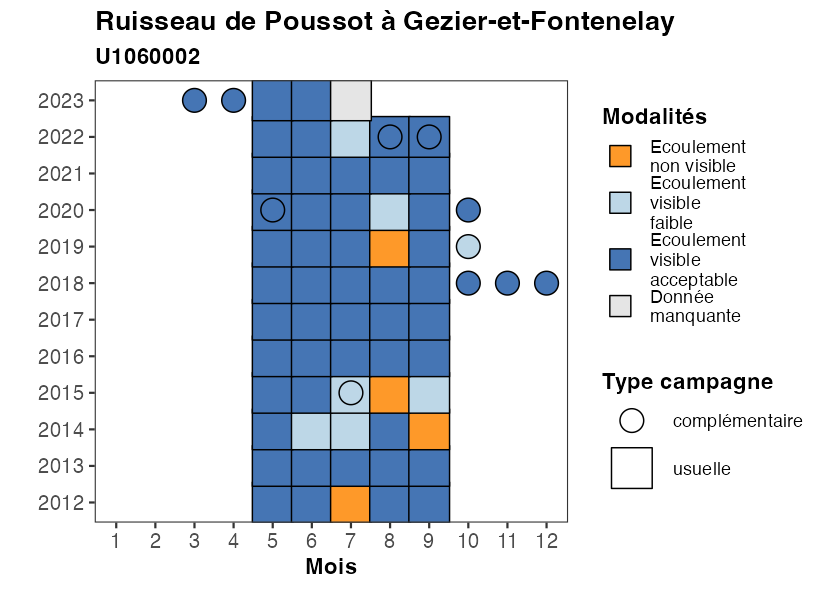 Ruisseau de Poussot à Gezier-et-Fontenelay
U1060002
2023
2022
2021
2020
2019
2018
2017
2016
2015
2014
2013
2012
1 2 3 4 5 6 7 8 9 10 11 12
Mois
Modalités
Ecoulement
non visible
Ecoulement
visible
faible
Ecoulement
visible
acceptable
Donnée
manquante
Type campagne
complémentaire
usuelle